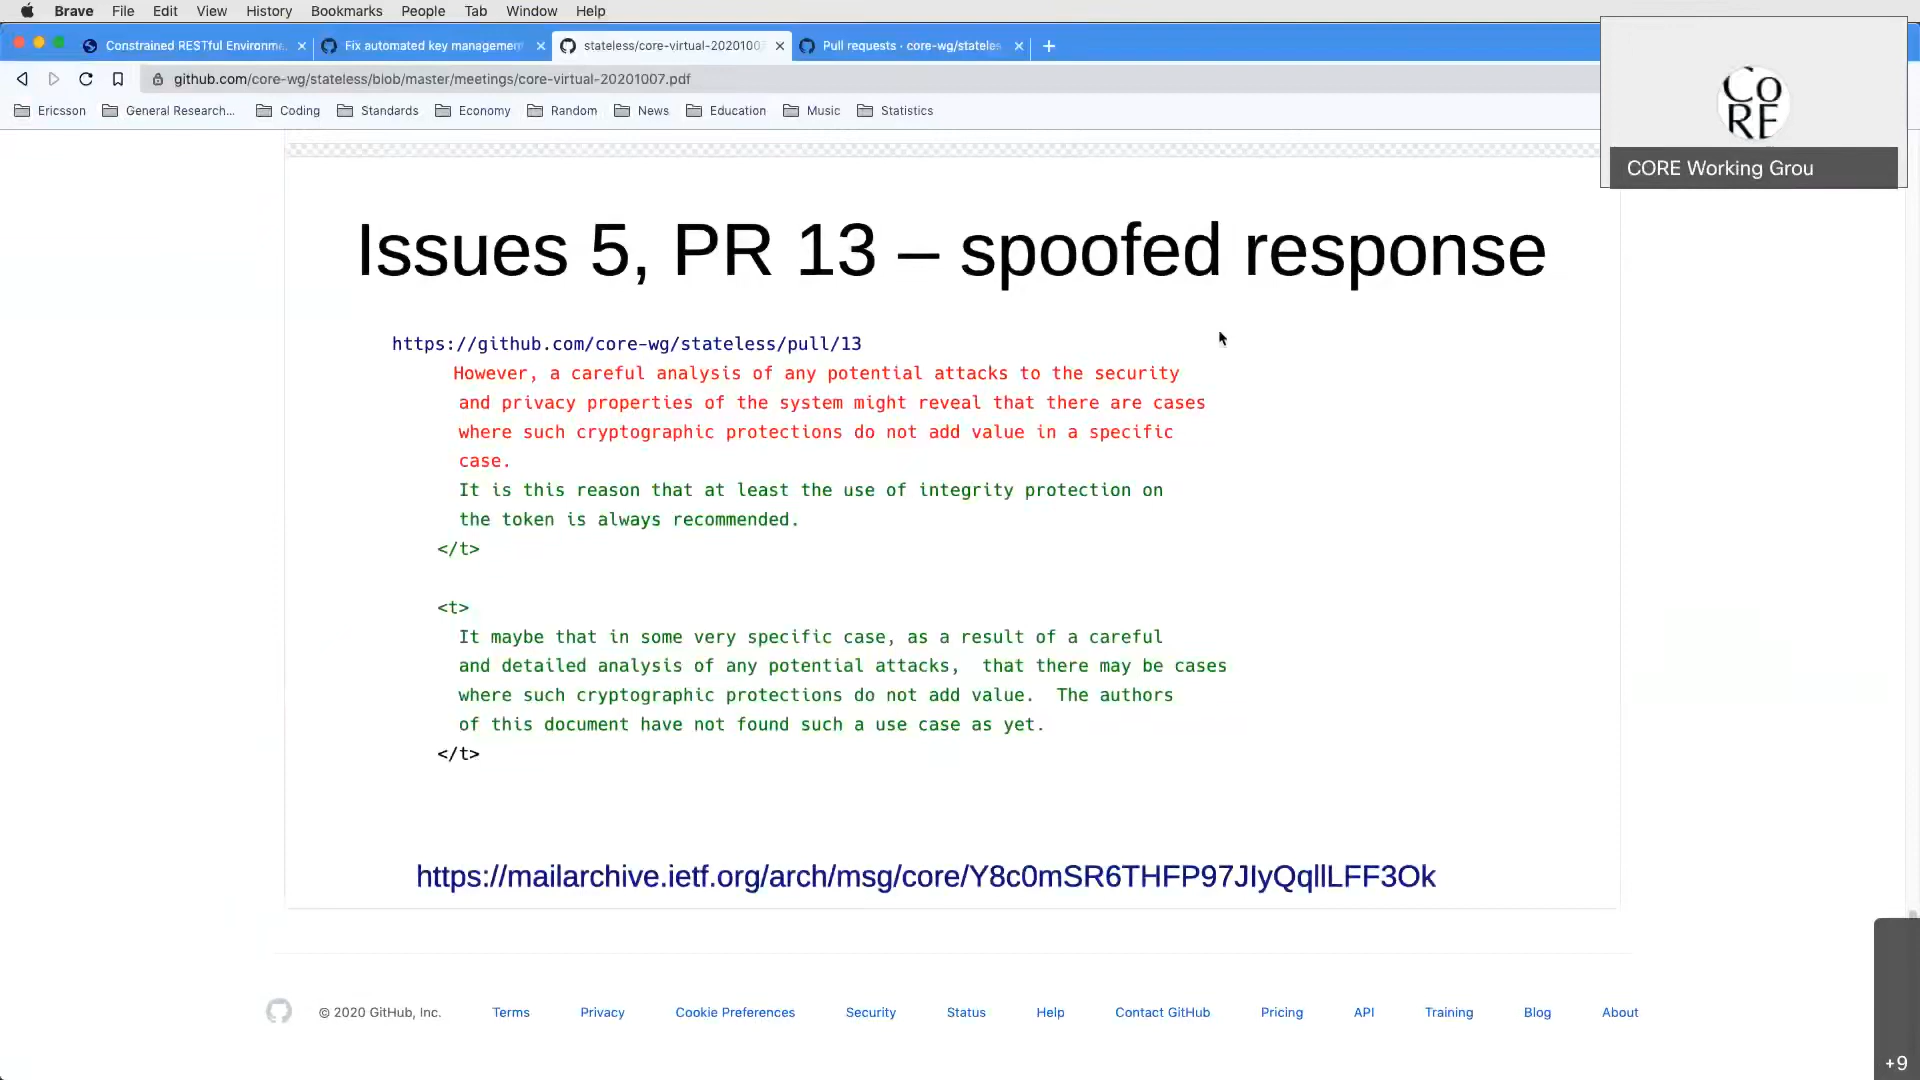 Brave File Edit View History Bookmarks People Tab Window Help
Constrained RESTful Environme... Fix automated key management stateless/core-virtual-2020100 Pull requests · core-wg/stateles
github.com/core-wg/stateless/blob/master/meetings/core-virtual-20201007.pdf
Ericsson General Research... Coding Standards Economy Random News Education Music Statistics
CORE
CORE Working Grou
Issues 5, PR 13 – spoofed response
https://github.com/core-wg/stateless/pull/13
However, a careful analysis of any potential attacks to the security
and privacy properties of the system might reveal that there are cases
where such cryptographic protections do not add value in a specific
case.
It is this reason that at least the use of integrity protection on
the token is always recommended.
</t>
<t>
It maybe that in some very specific case, as a result of a careful
and detailed analysis of any potential attacks, that there may be cases
where such cryptographic protections do not add value. The authors
of this document have not found such a use case as yet.
</t>
https://mailarchive.ietf.org/arch/msg/core/Y8c0mSR6THFP97JIyQqllLFF3Ok
© 2020 GitHub, Inc. Terms Privacy Cookie Preferences Security Status Help Contact GitHub Pricing API Training Blog About
+9